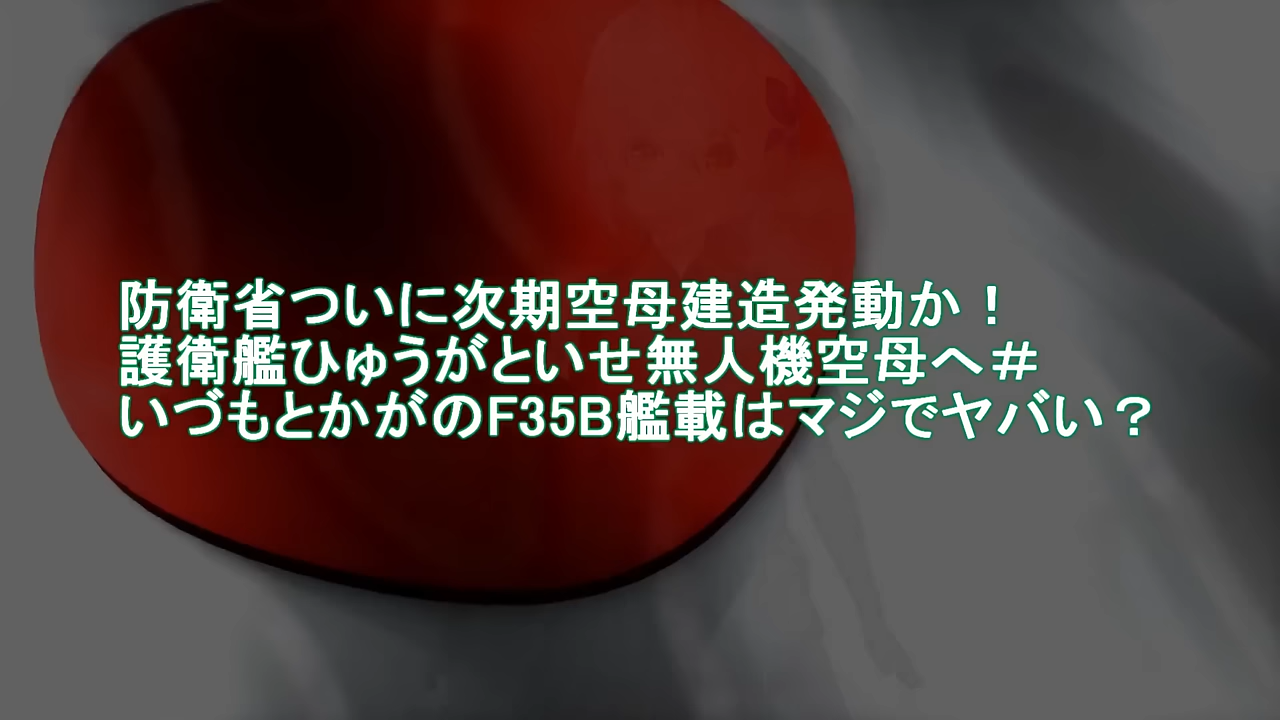 防衛省ついに次期空母建造発動か！
護衛艦ひゅうがといせ無人機空母へ＃
いづもとかがのF35B艦載はマジでヤバい？